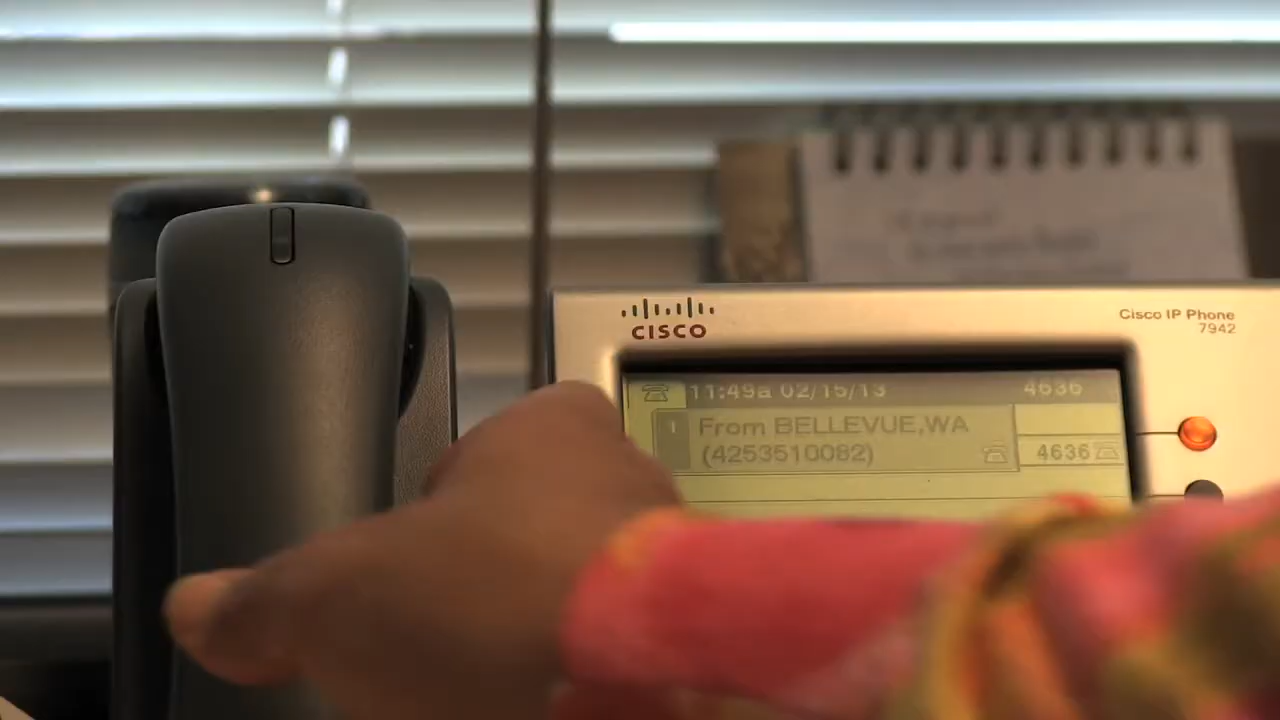 CISCO
Cisco IP Phone
7942
11:49a 02/15/13 4636
From BELLEVUE,WA
(4253510082)
4636